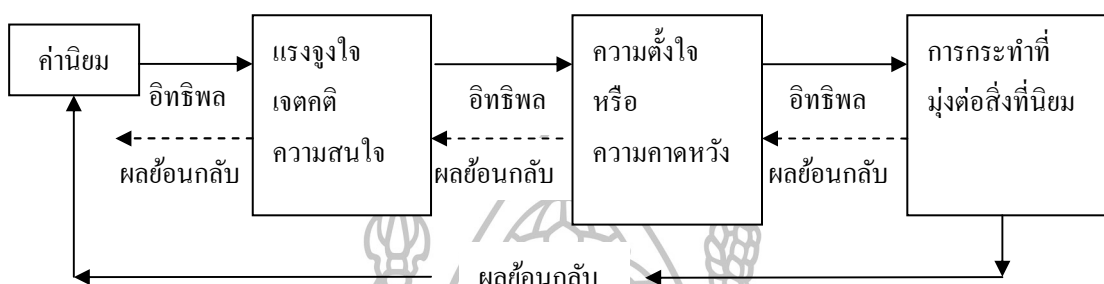 ค่านิยม
อิทธิพล
ผลย้อนกลับ
แรงจูงใจ
เจตคติ
ความสนใจ
อิทธิพล
ผลย้อนกลับ
ความตั้งใจ
หรือ
ความคาดหวัง
อิทธิพล
ผลย้อนกลับ
การกระทำที่
มุ่งต่อสิ่งที่นิยม
ผลย้อนกลับ